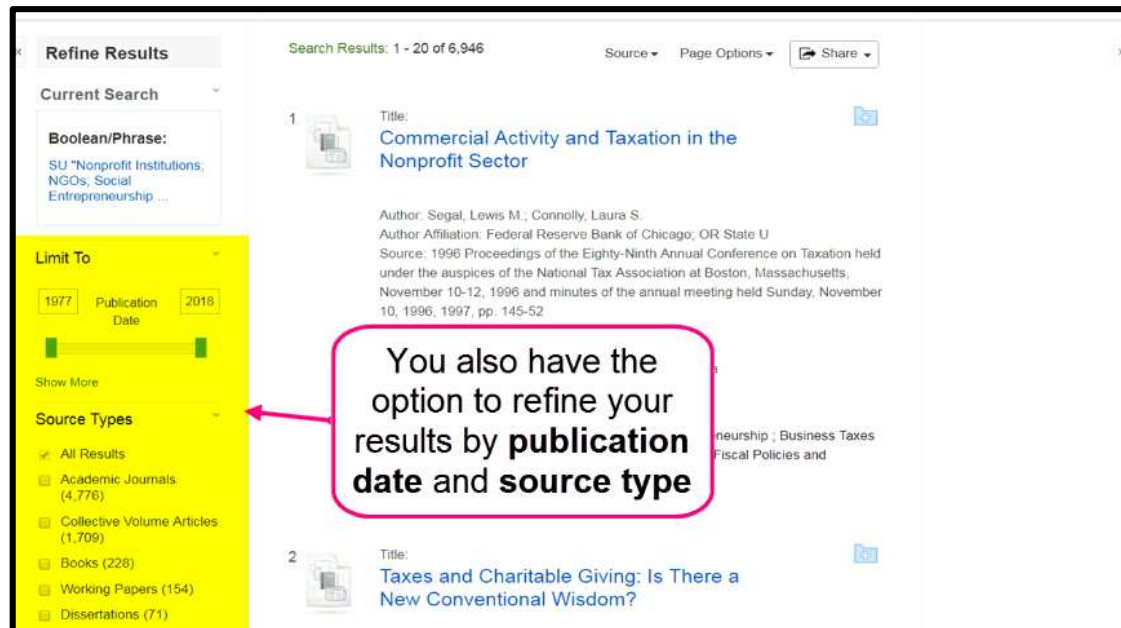 Refine Results
Current Search
Boolean/Phrase:
SU "Nonprofit Institutions;
NGOs; Social
Entrepreneurship ...
Limit To
1977 Publication 2018
Date
Show More
Source Types
All Results
Academic Journals
(4,776)
Collective Volume Articles
(1,709)
Books (228)
Working Papers (154)
Dissertations (71)
Search Results: 1 - 20 of 6,946
Source
Page Options
Share
1
Title:
Commercial Activity and Taxation in the
Nonprofit Sector
Author: Segal, Lewis M.; Connolly, Laura S.
Author Affiliation: Federal Reserve Bank of Chicago; OR State U
Source: 1996 Proceedings of the Eighty-Ninth Annual Conference on Taxation held
under the auspices of the National Tax Association at Boston, Massachusetts,
November 10-12, 1996 and minutes of the annual meeting held Sunday, November
10, 1996, 1997, pp. 145-52
You also have the
option to refine your
results by publication
date and source type
; Business Taxes
Fiscal Policies and
2
Title:
Taxes and Charitable Giving: Is There a
New Conventional Wisdom?